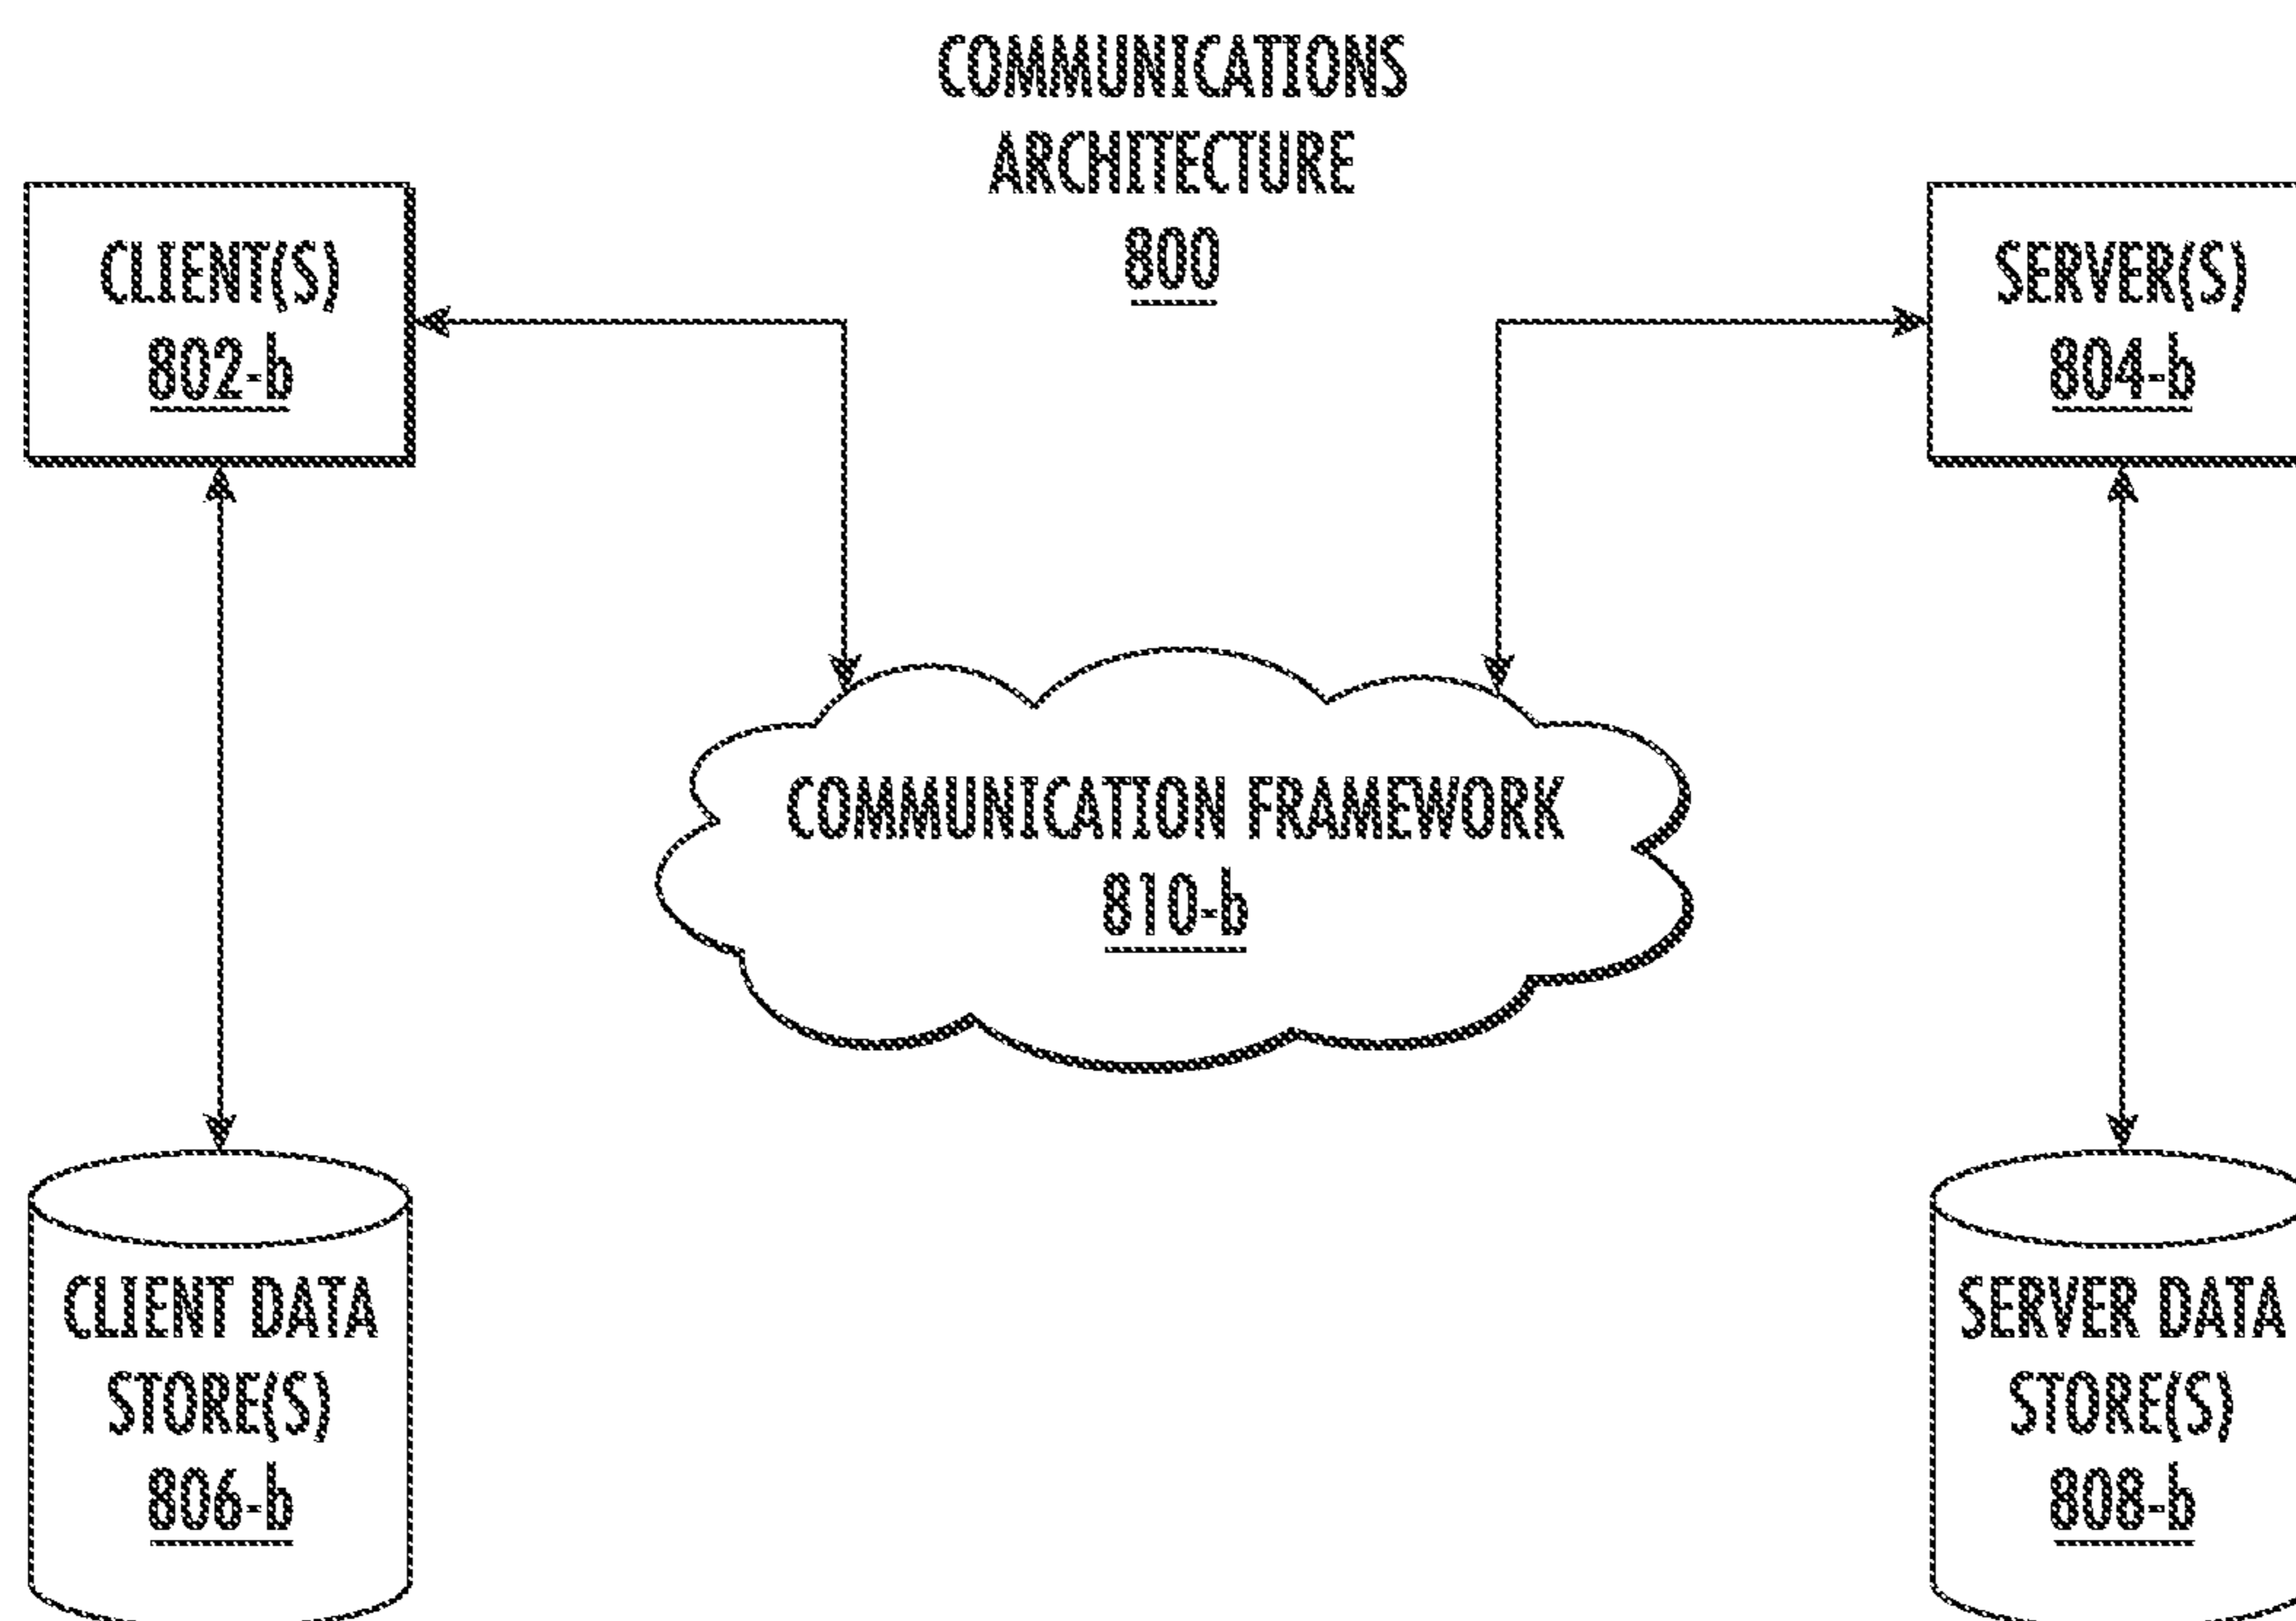 COMMUNICATIONS
ARCHITECTURE
800
CLIENT(S)
802-b
SERVER(S)
804-b
COMMUNICATION FRAMEWORK
810-b
CLIENT DATA
STORE(S)
806-b
SERVER DATA
STORE(S)
808-b